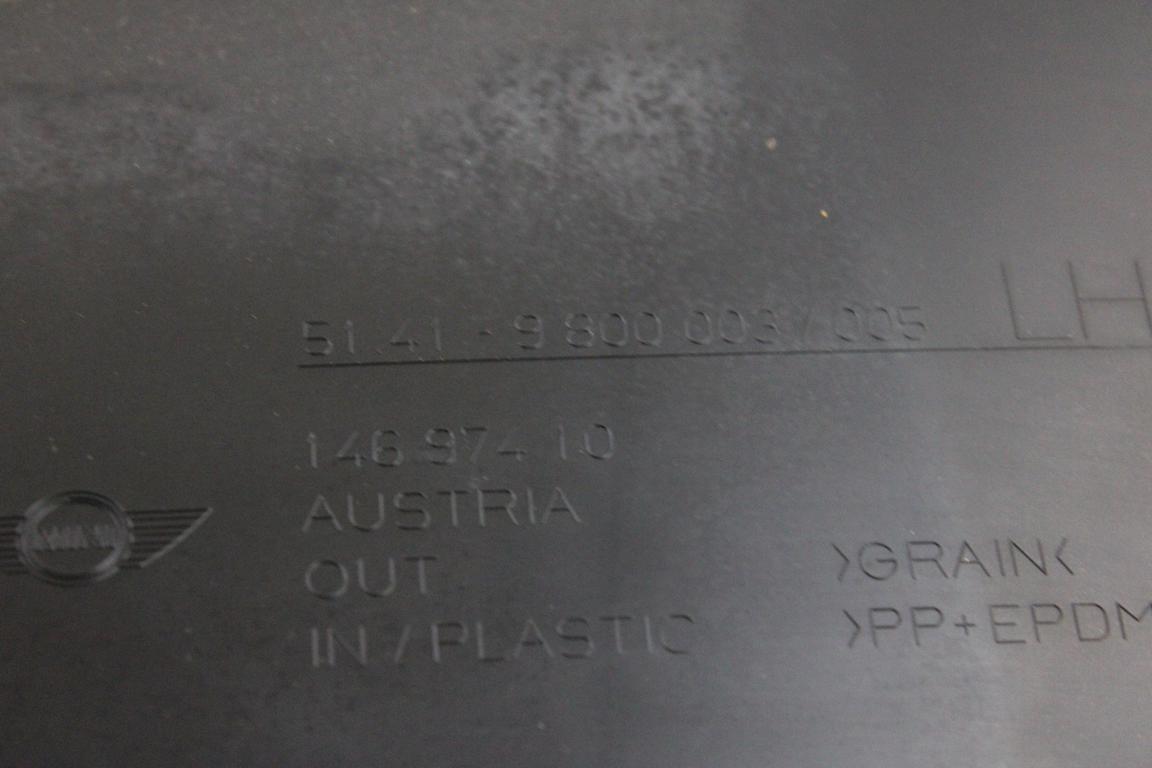 51.41 - 9 800 003 / 005 LH
146 974 10
AUSTRIA
OUT
IN / PLASTIC
>GRAIN<
>PP+EPDM